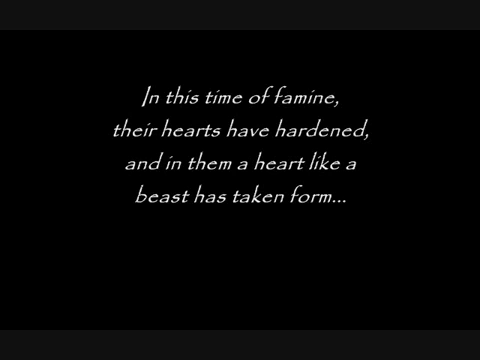 In this time of famine,
their hearts have hardened,
and in them a heart like a
beast has taken form...